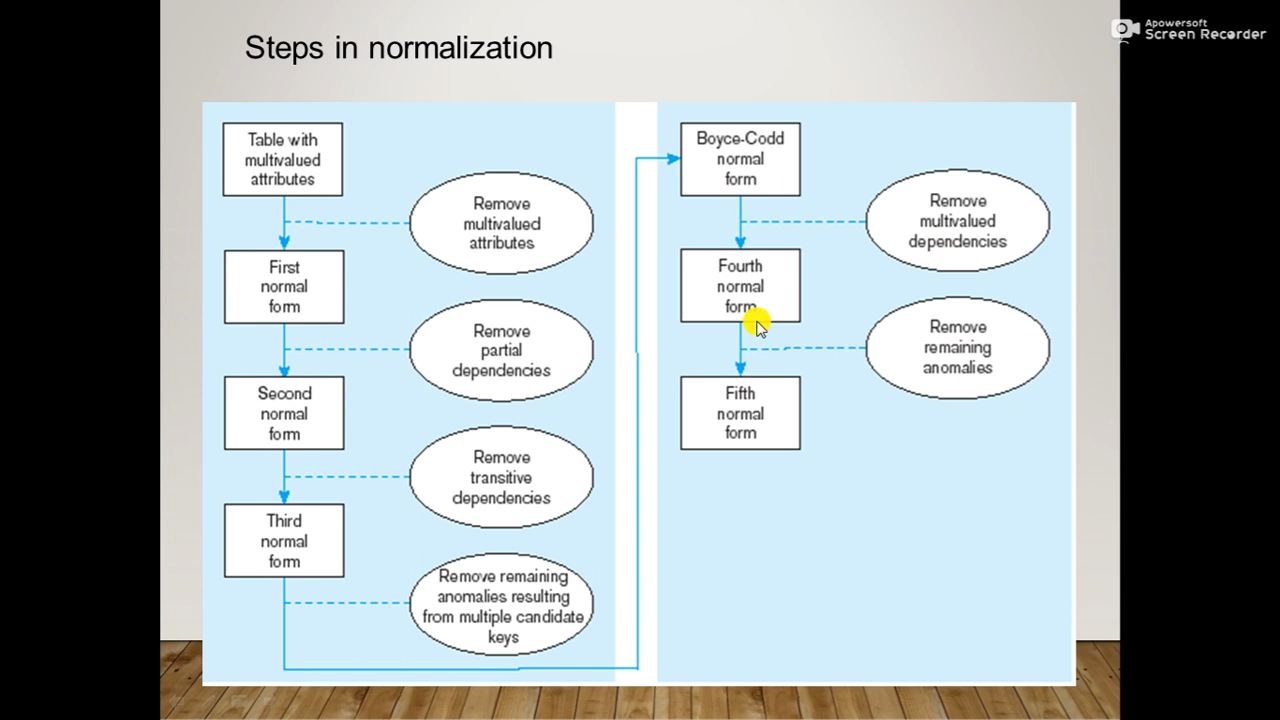 Steps in normalization
Apowersoft
Screen Recorder
Table with
multivalued
attributes
Remove
multivalued
attributes
First
normal
form
Remove
partial
dependencies
Second
normal
form
Remove
transitive
dependencies
Third
normal
form
Remove remaining
anomalies resulting
from multiple candidate
keys
Boyce-Codd
normal
form
Remove
multivalued
dependencies
Fourth
normal
form
Remove
remaining
anomalies
Fifth
normal
form